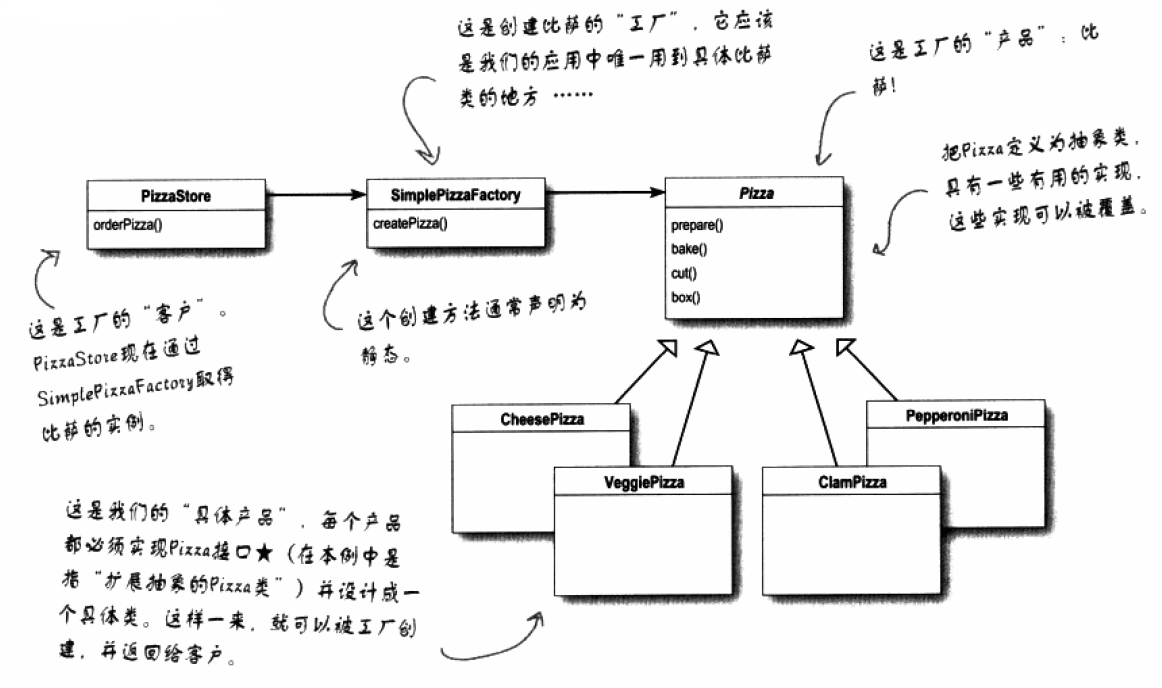 这是创建比萨的“工厂”，它应该
是我们的应用中唯一用到具体比萨
类的地方 ……
这是工厂的“产品”：比
萨！
把Pizza定义为抽象类，
具有一些有用的实现，
这些实现可以被覆盖。
PizzaStore
orderPizza()
SimplePizzaFactory
createPizza()
Pizza
prepare()
bake()
cut()
box()
这是工厂的“客户”。
PizzaStore现在通过
SimplePizzaFactory取得
比萨的实例。
这个创建方法通常声明为
静态。
CheesePizza
VeggiePizza
ClamPizza
PepperoniPizza
这是我们的“具体产品”，每个产品
都必须实现Pizza接口★（在本例中是
指“扩展抽象的Pizza类”）并设计成一
个具体类。这样一来，就可以被工厂创
建，并返回给客户。